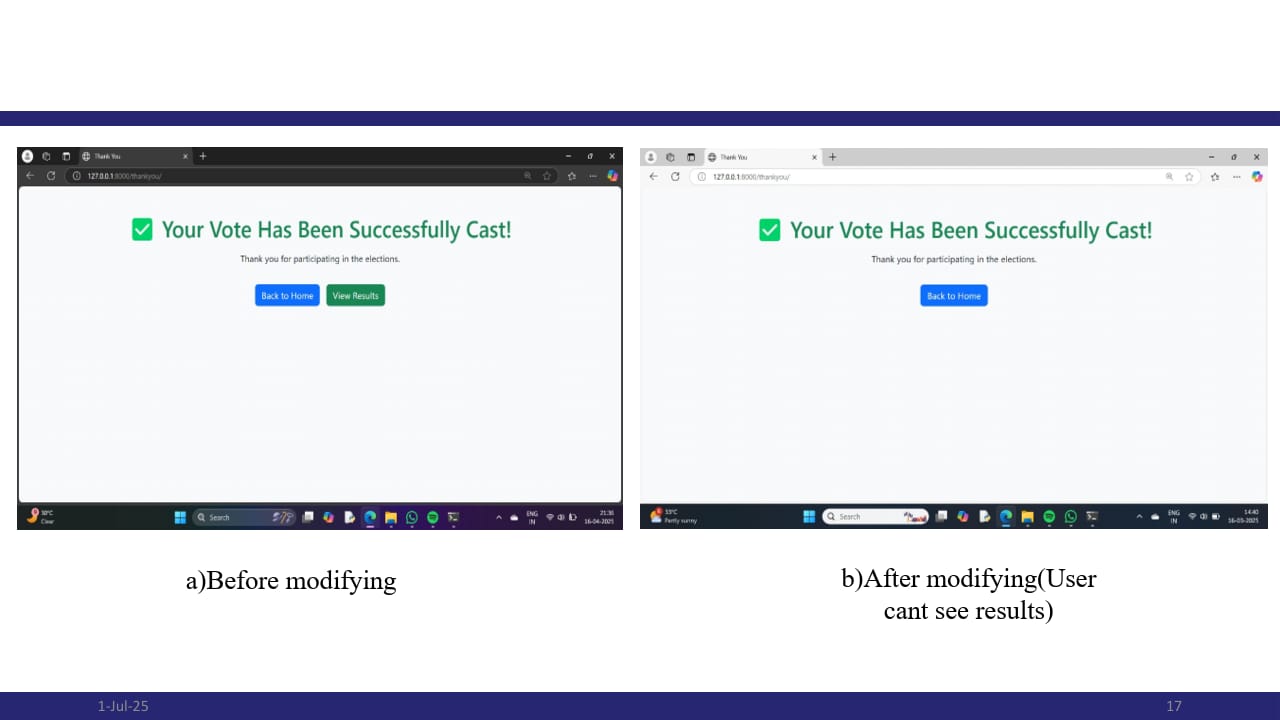 Thank You
127.0.0.1:8000/thankyou/
Your Vote Has Been Successfully Cast!
Thank you for participating in the elections.
Back to Home View Results
30°C
Clear
Search
ENG
IN
21:36
16-04-2025
a)Before modifying
Thank You
127.0.0.1:8000/thankyou/
Your Vote Has Been Successfully Cast!
Thank you for participating in the elections.
Back to Home
33°C
Partly sunny
Search
ENG
IN
14:40
16-03-2025
b)After modifying(User
cant see results)
1-Jul-25
17